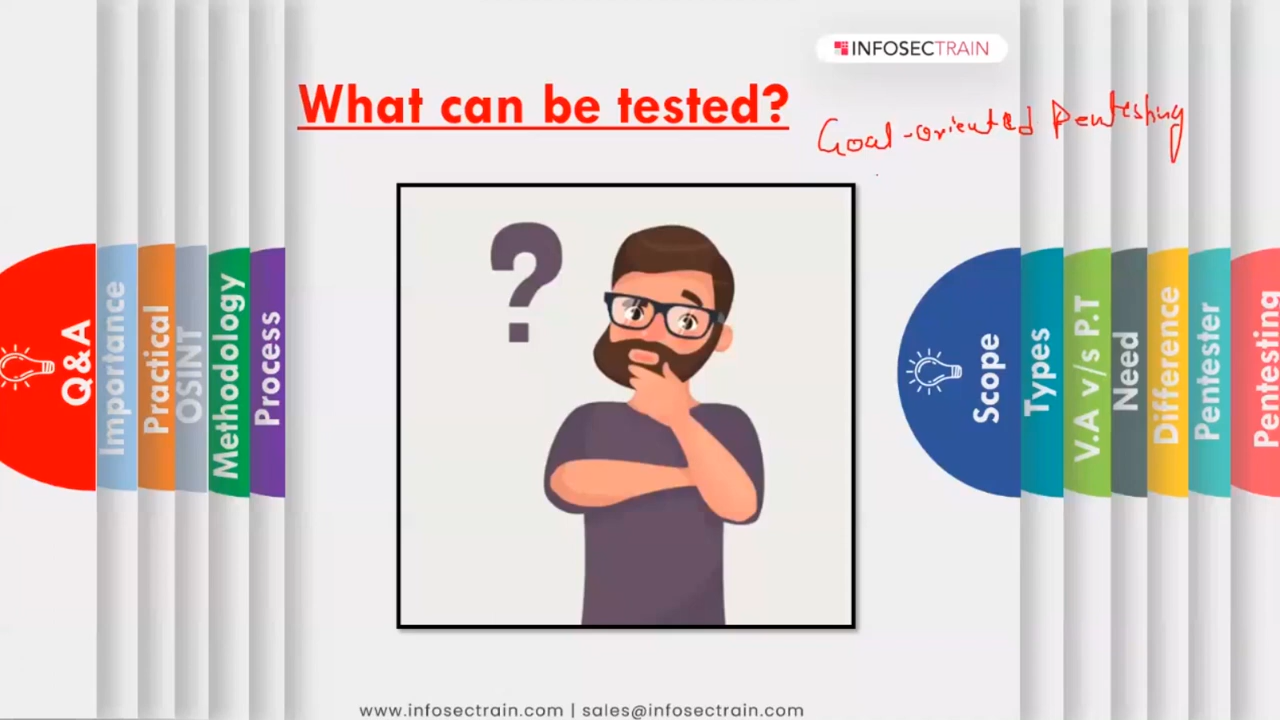 INFOSECTRAIN
What can be tested?
Goal-oriented Pentesting
?
Q&A
Importance
Practical
OSINT
Methodology
Process
Scope
Types
V.A v/s P.T
Need
Difference
Pentester
Pentesting
www.infosectrain.com | sales@infosectrain.com